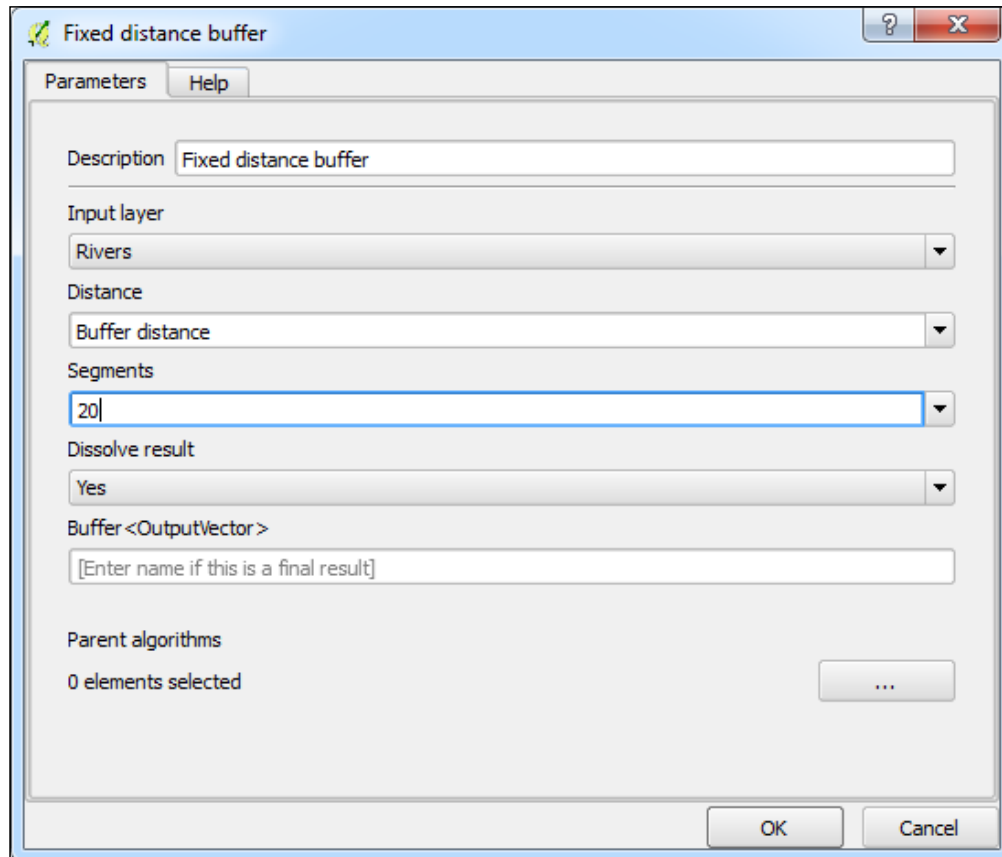 Fixed distance buffer
Parameters Help
Description Fixed distance buffer
Input layer
Rivers
Distance
Buffer distance
Segments
20
Dissolve result
Yes
Buffer<OutputVector>
[Enter name if this is a final result]
Parent algorithms
0 elements selected ...
OK Cancel